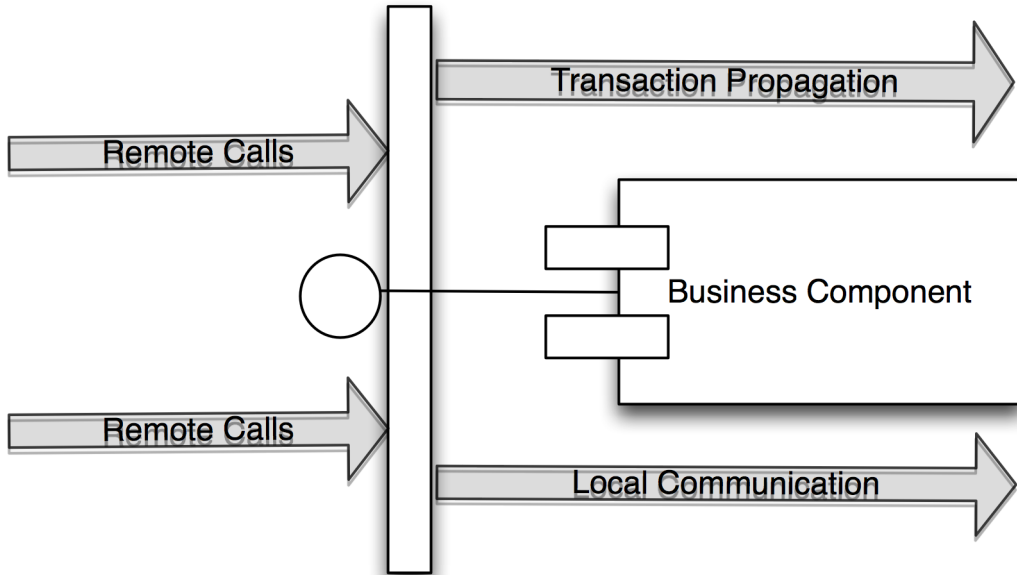 Transaction Propagation
Remote Calls
Business Component
Remote Calls
Local Communication